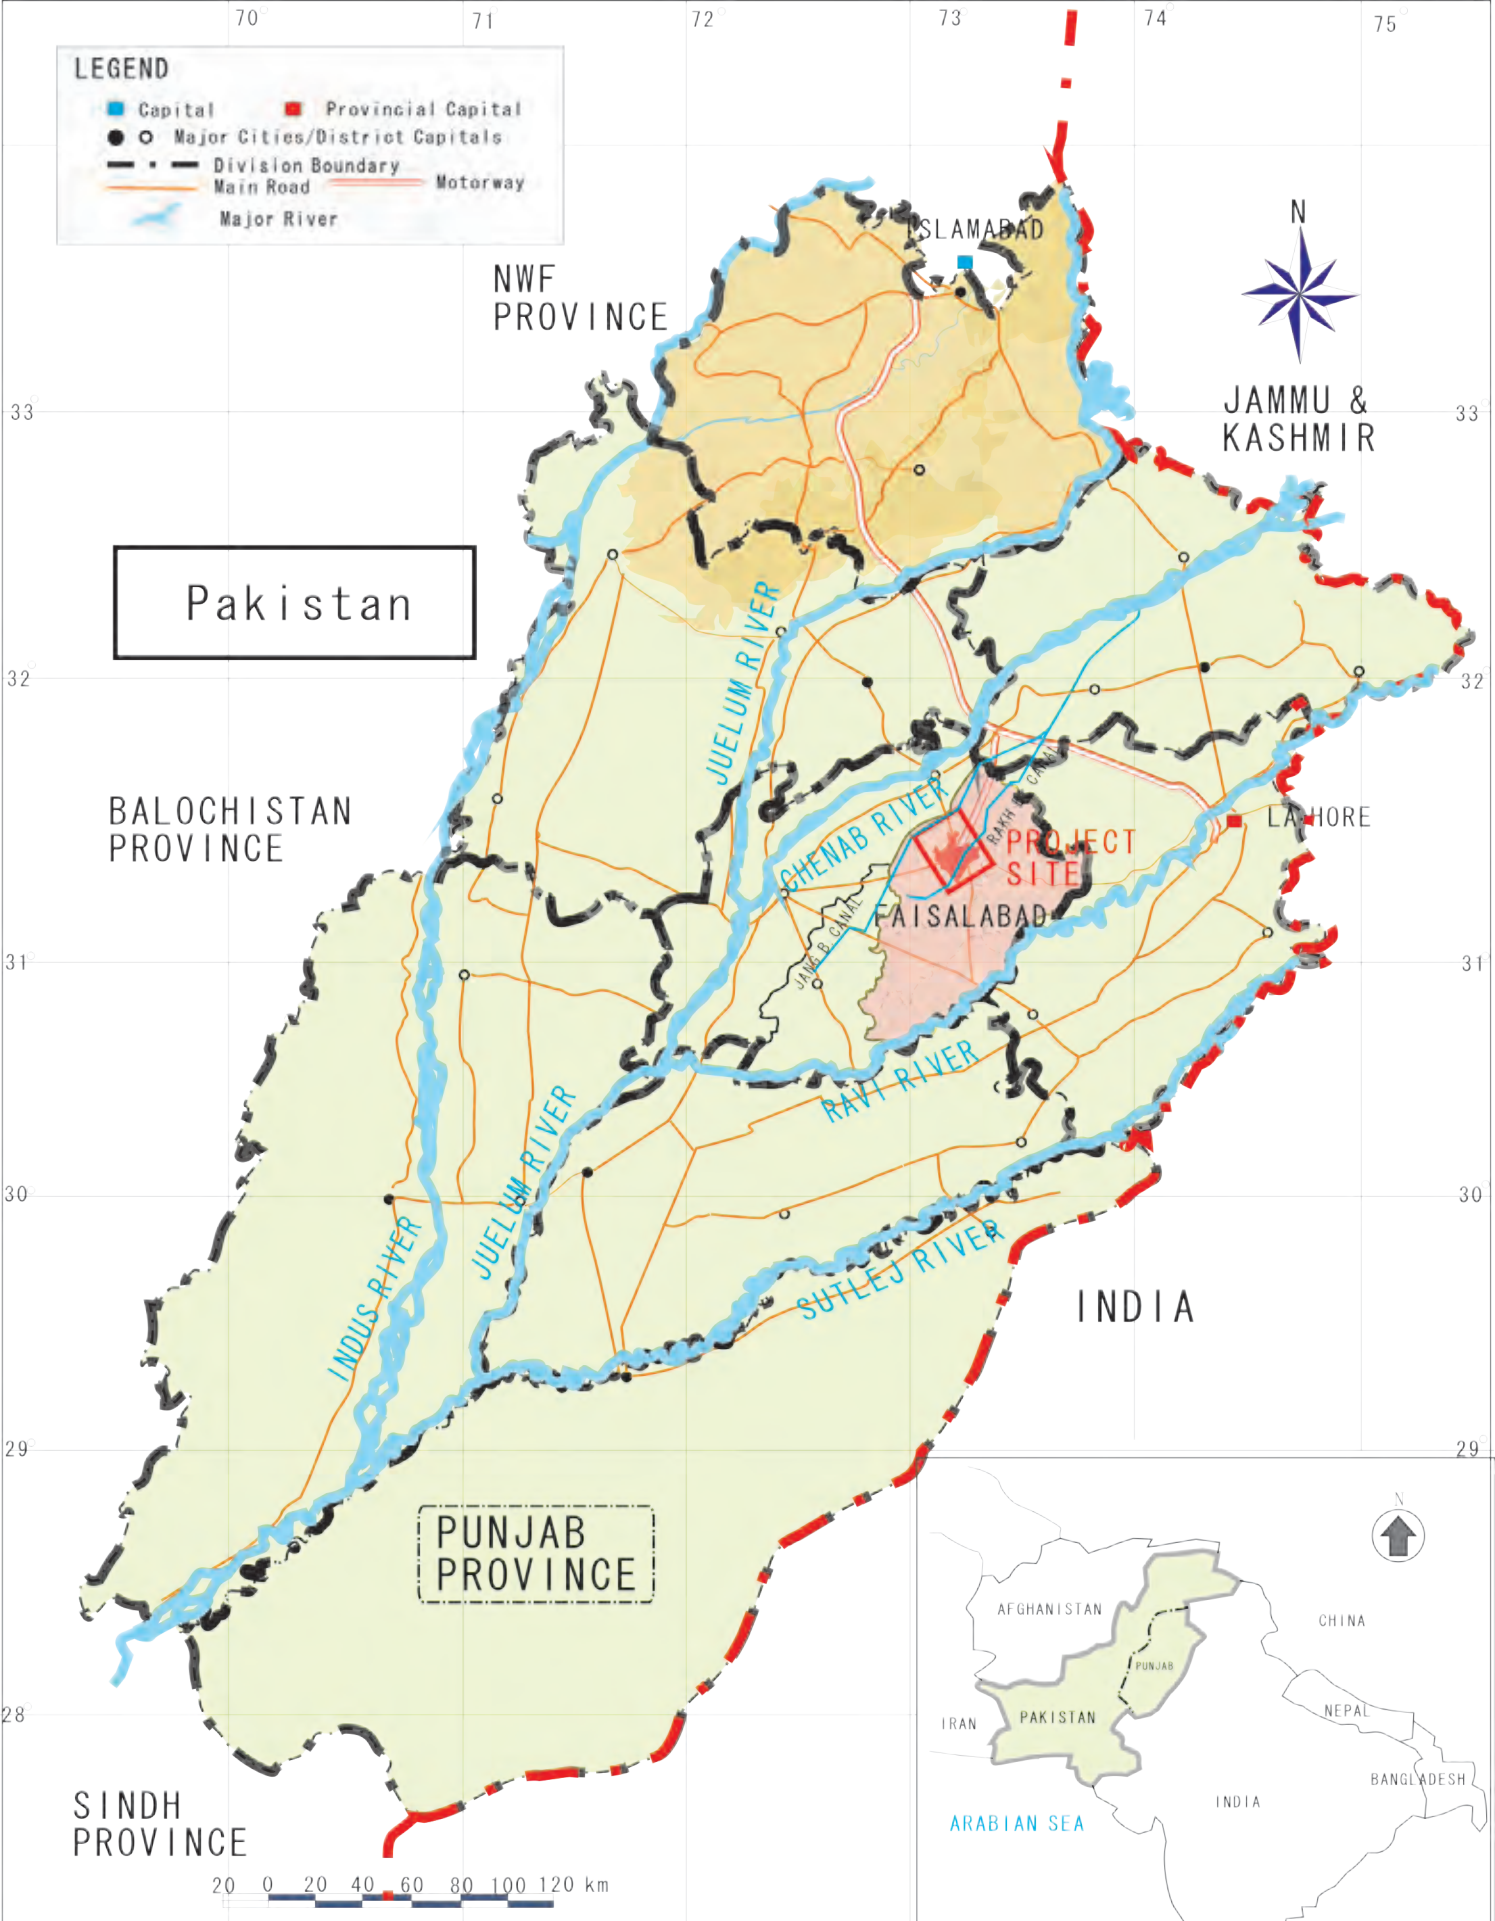 70°
71°
72°
73°
74°
75°
LEGEND
Capital
Provincial Capital
Major Cities/District Capitals
Division Boundary
Main Road
Motorway
Major River
ISLAMABAD
N
NWF
PROVINCE
JAMMU &
KASHMIR
33°
33°
Pakistan
32°
32°
JUELUM RIVER
BALOCHISTAN
PROVINCE
CHENAB RIVER
CANAL
RAKH
LAHORE
PROJECT
SITE
FAISALABAD
JANG B. CANAL
31°
31°
RAVI RIVER
JUELUM RIVER
30°
30°
INDUS RIVER
SUTLEJ RIVER
INDIA
29°
29°
PUNJAB
PROVINCE
28°
SINDH
PROVINCE
20 0 20 40 60 80 100 120 km
N
AFGHANISTAN
CHINA
PUNJAB
IRAN
PAKISTAN
NEPAL
BANGLADESH
INDIA
ARABIAN SEA